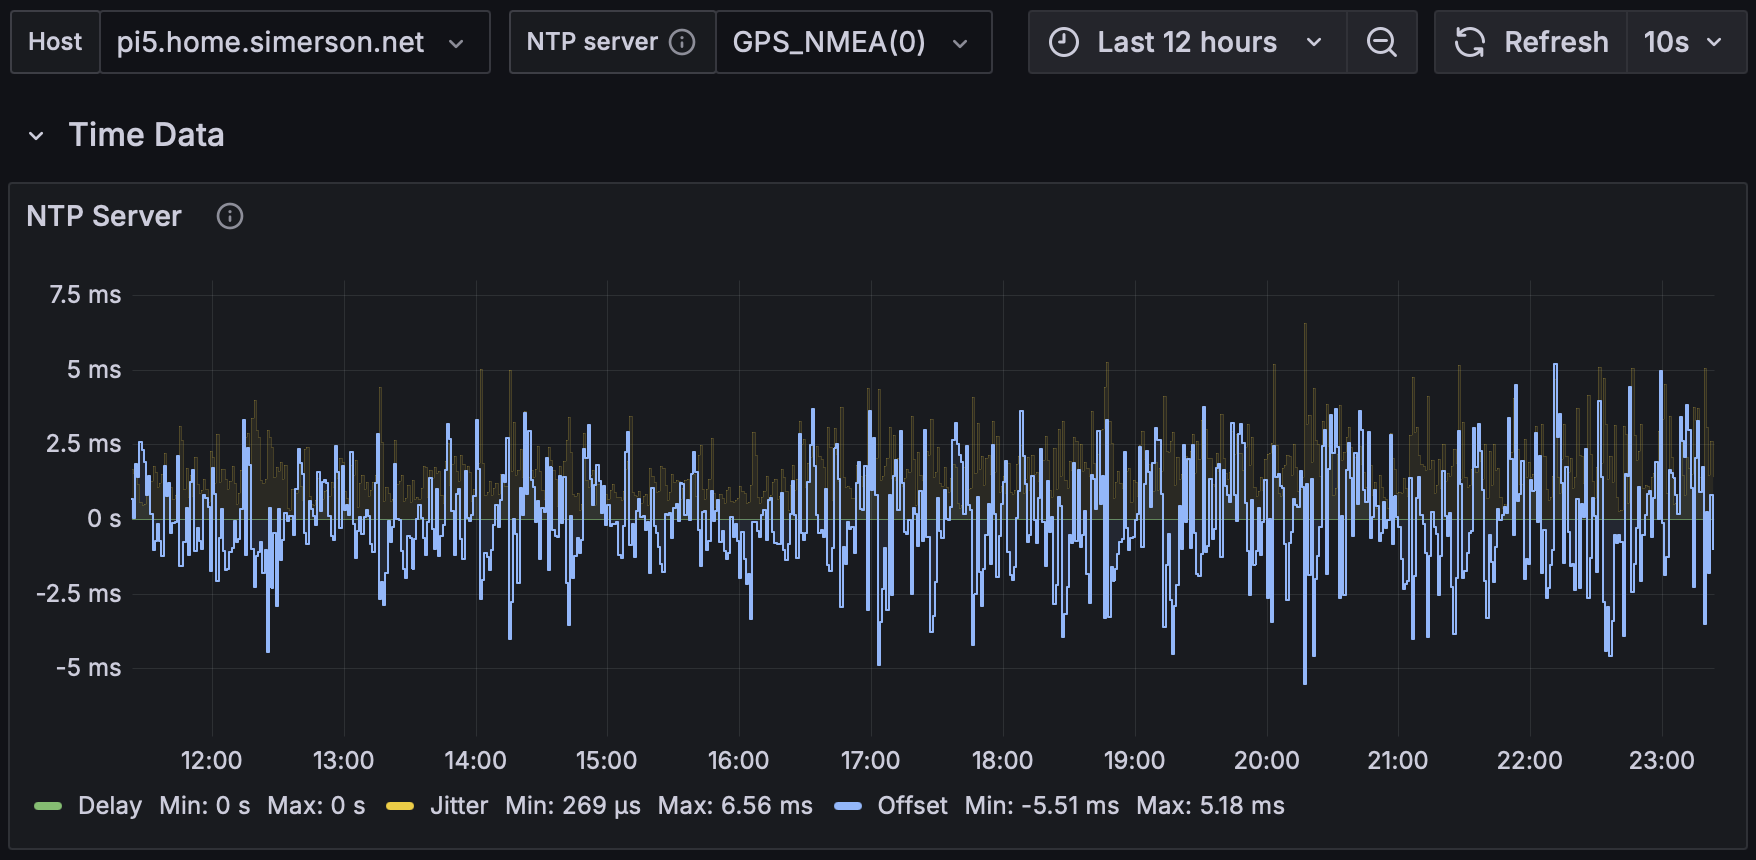 Host pi5.home.simerson.net NTP server GPS_NMEA(0) Last 12 hours Refresh 10s
Time Data
NTP Server
7.5 ms
5 ms
2.5 ms
0 s
-2.5 ms
-5 ms
12:00 13:00 14:00 15:00 16:00 17:00 18:00 19:00 20:00 21:00 22:00 23:00
Delay Min: 0 s Max: 0 s Jitter Min: 269 μs Max: 6.56 ms Offset Min: -5.51 ms Max: 5.18 ms